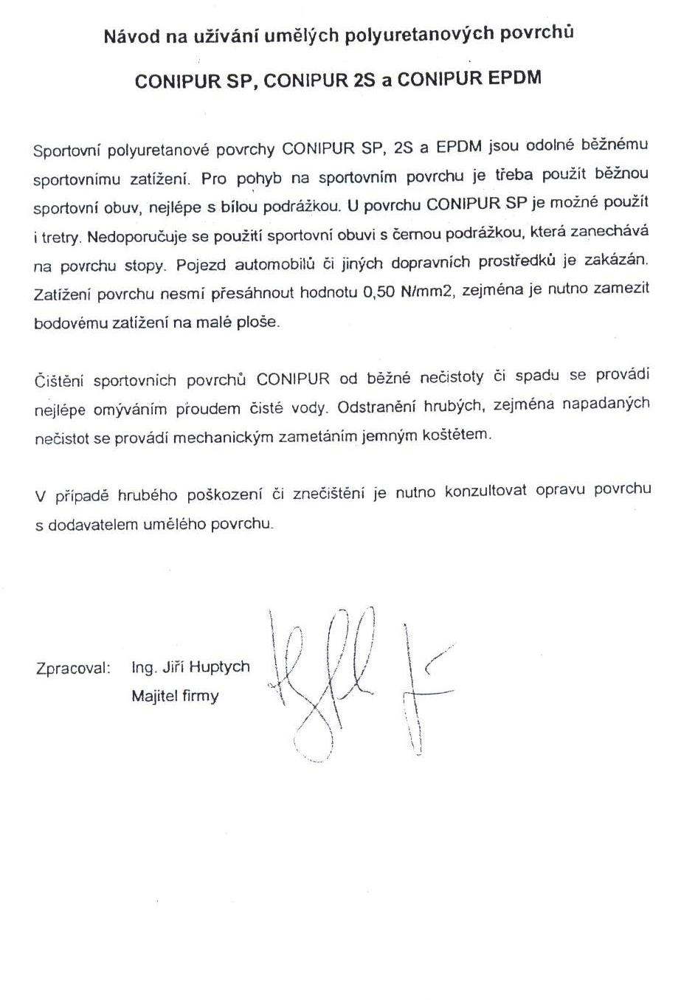 Návod na užívání umělých polyuretanových povrchů
CONIPUR SP, CONIPUR 2S a CONIPUR EPDM
Sportovní polyuretanové povrchy CONIPUR SP, 2S a EPDM jsou odolné běžnému
sportovnímu zatížení. Pro pohyb na sportovním povrchu je třeba použít běžnou
sportovní obuv, nejlépe s bílou podrážkou. U povrchu CONIPUR SP je možné použít
i tretry. Nedoporučuje se použití sportovní obuvi s černou podrážkou, která zanechává
na povrchu stopy. Pojezd automobilů či jiných dopravních prostředků je zakázán.
Zatížení povrchu nesmí přesáhnout hodnotu 0,50 N/mm2, zejména je nutno zamezit
bodovému zatížení na malé ploše.
Čištění sportovních povrchů CONIPUR od běžné nečistoty či spadu se provádí
nejlépe omýváním proudem čisté vody. Odstranění hrubých, zejména napadaných
nečistot se provádí mechanickým zametáním jemným koštětem.
V případě hrubého poškození či znečištění je nutno konzultovat opravu povrchu
s dodavatelem umělého povrchu.
Zpracoval: Ing. Jiří Huptych
Majitel firmy